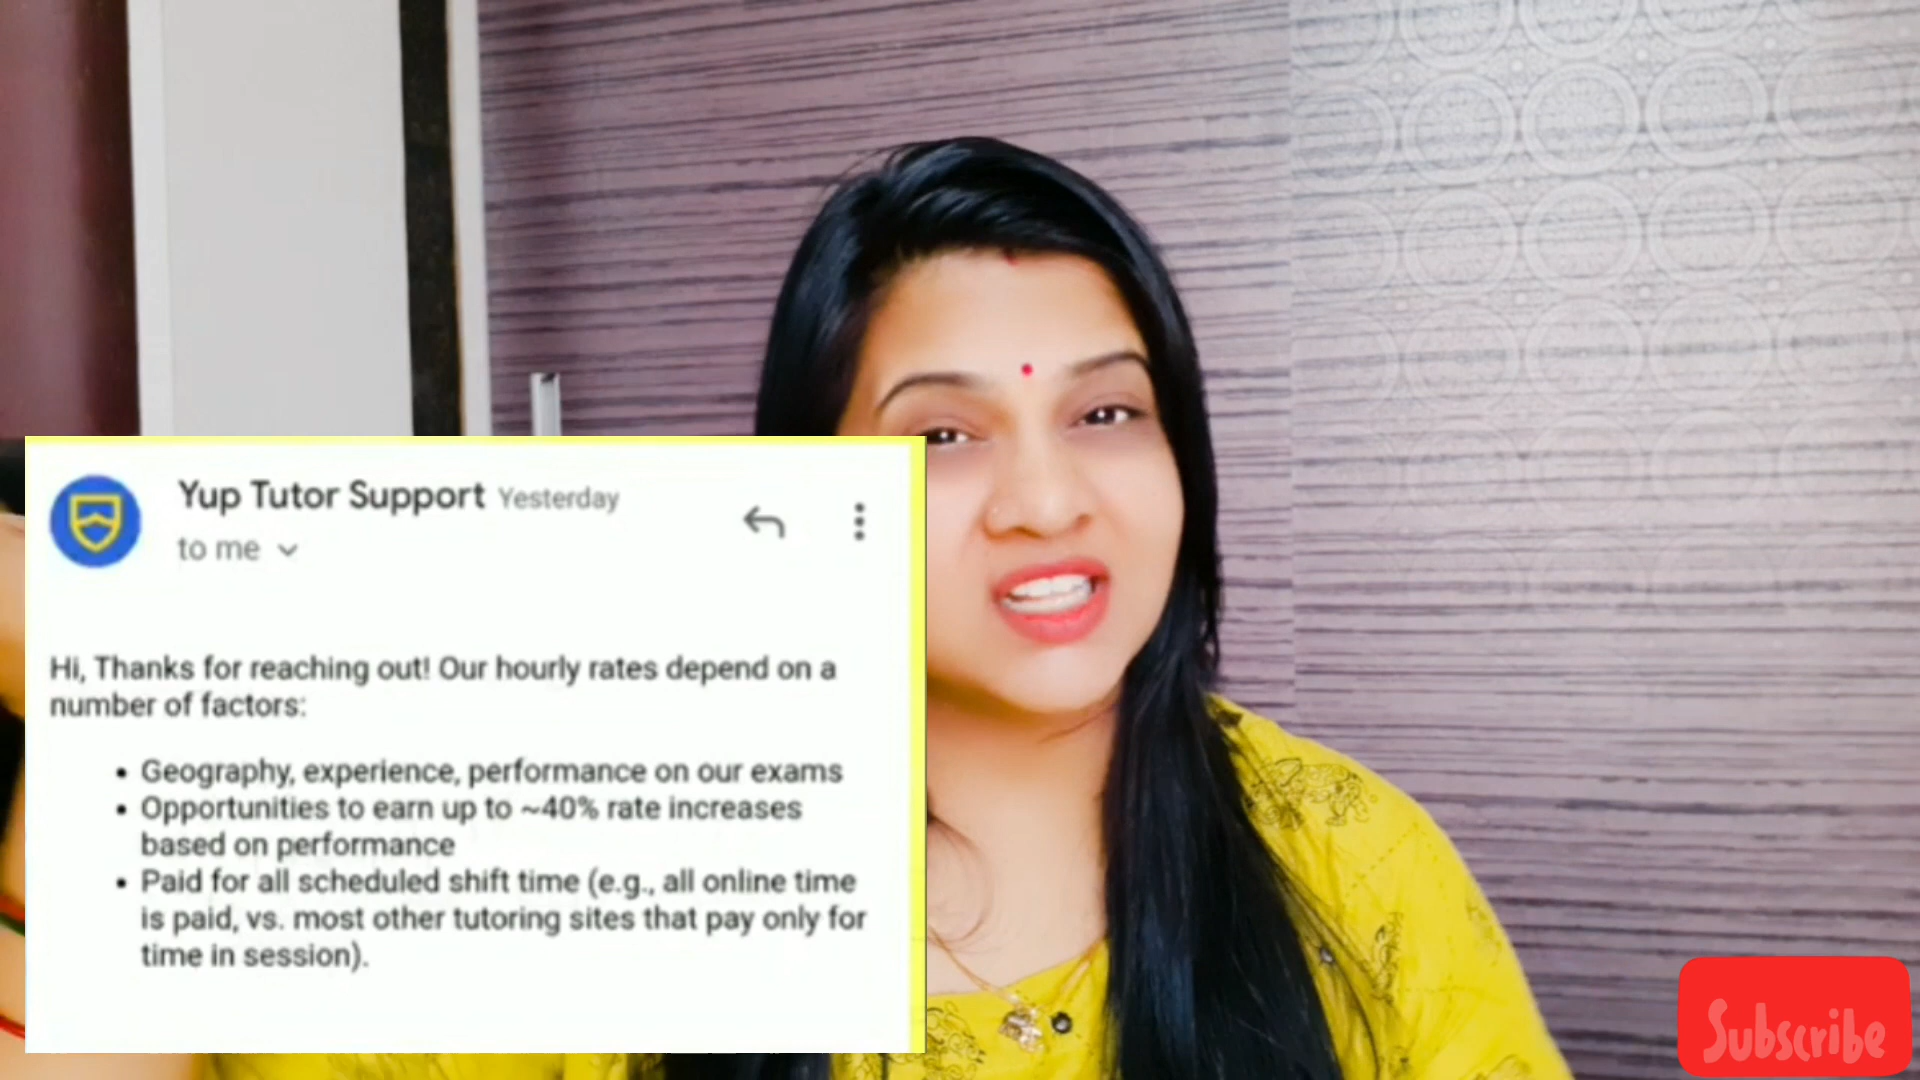 Yup Tutor Support Yesterday
to me
Hi, Thanks for reaching out! Our hourly rates depend on a
number of factors:
• Geography, experience, performance on our exams
• Opportunities to earn up to ~40% rate increases
based on performance
• Paid for all scheduled shift time (e.g., all online time
is paid, vs. most other tutoring sites that pay only for
time in session).
Subscribe